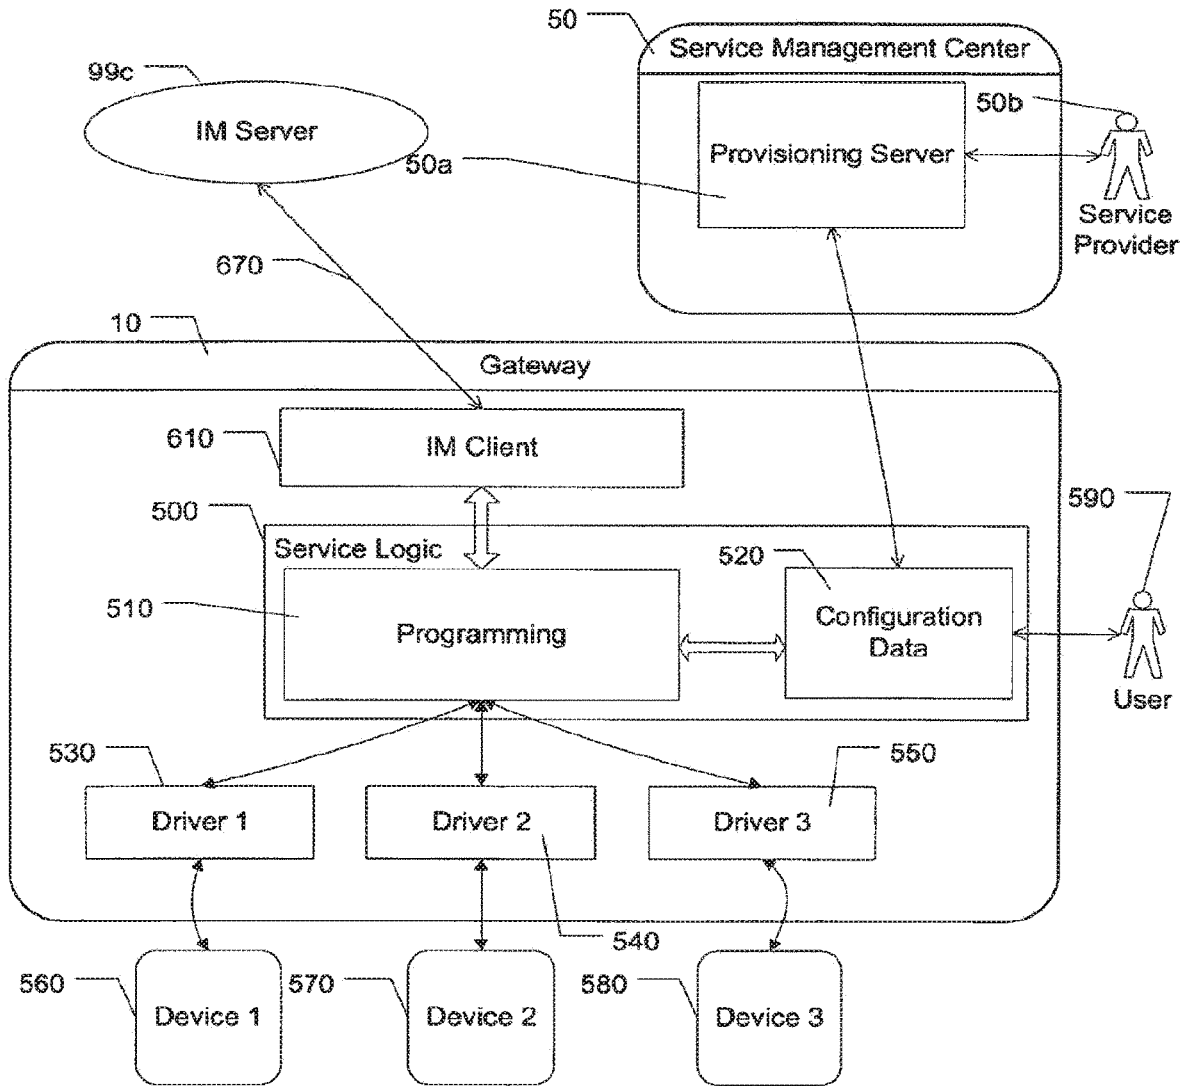 50
Service Management Center
99c
IM Server
50b
Provisioning Server
50a
Service
Provider
670
10
Gateway
610
IM Client
590
500
Service Logic
520
510
Programming
Configuration
Data
User
530
550
Driver 1
Driver 2
Driver 3
540
560
570
580
Device 1
Device 2
Device 3